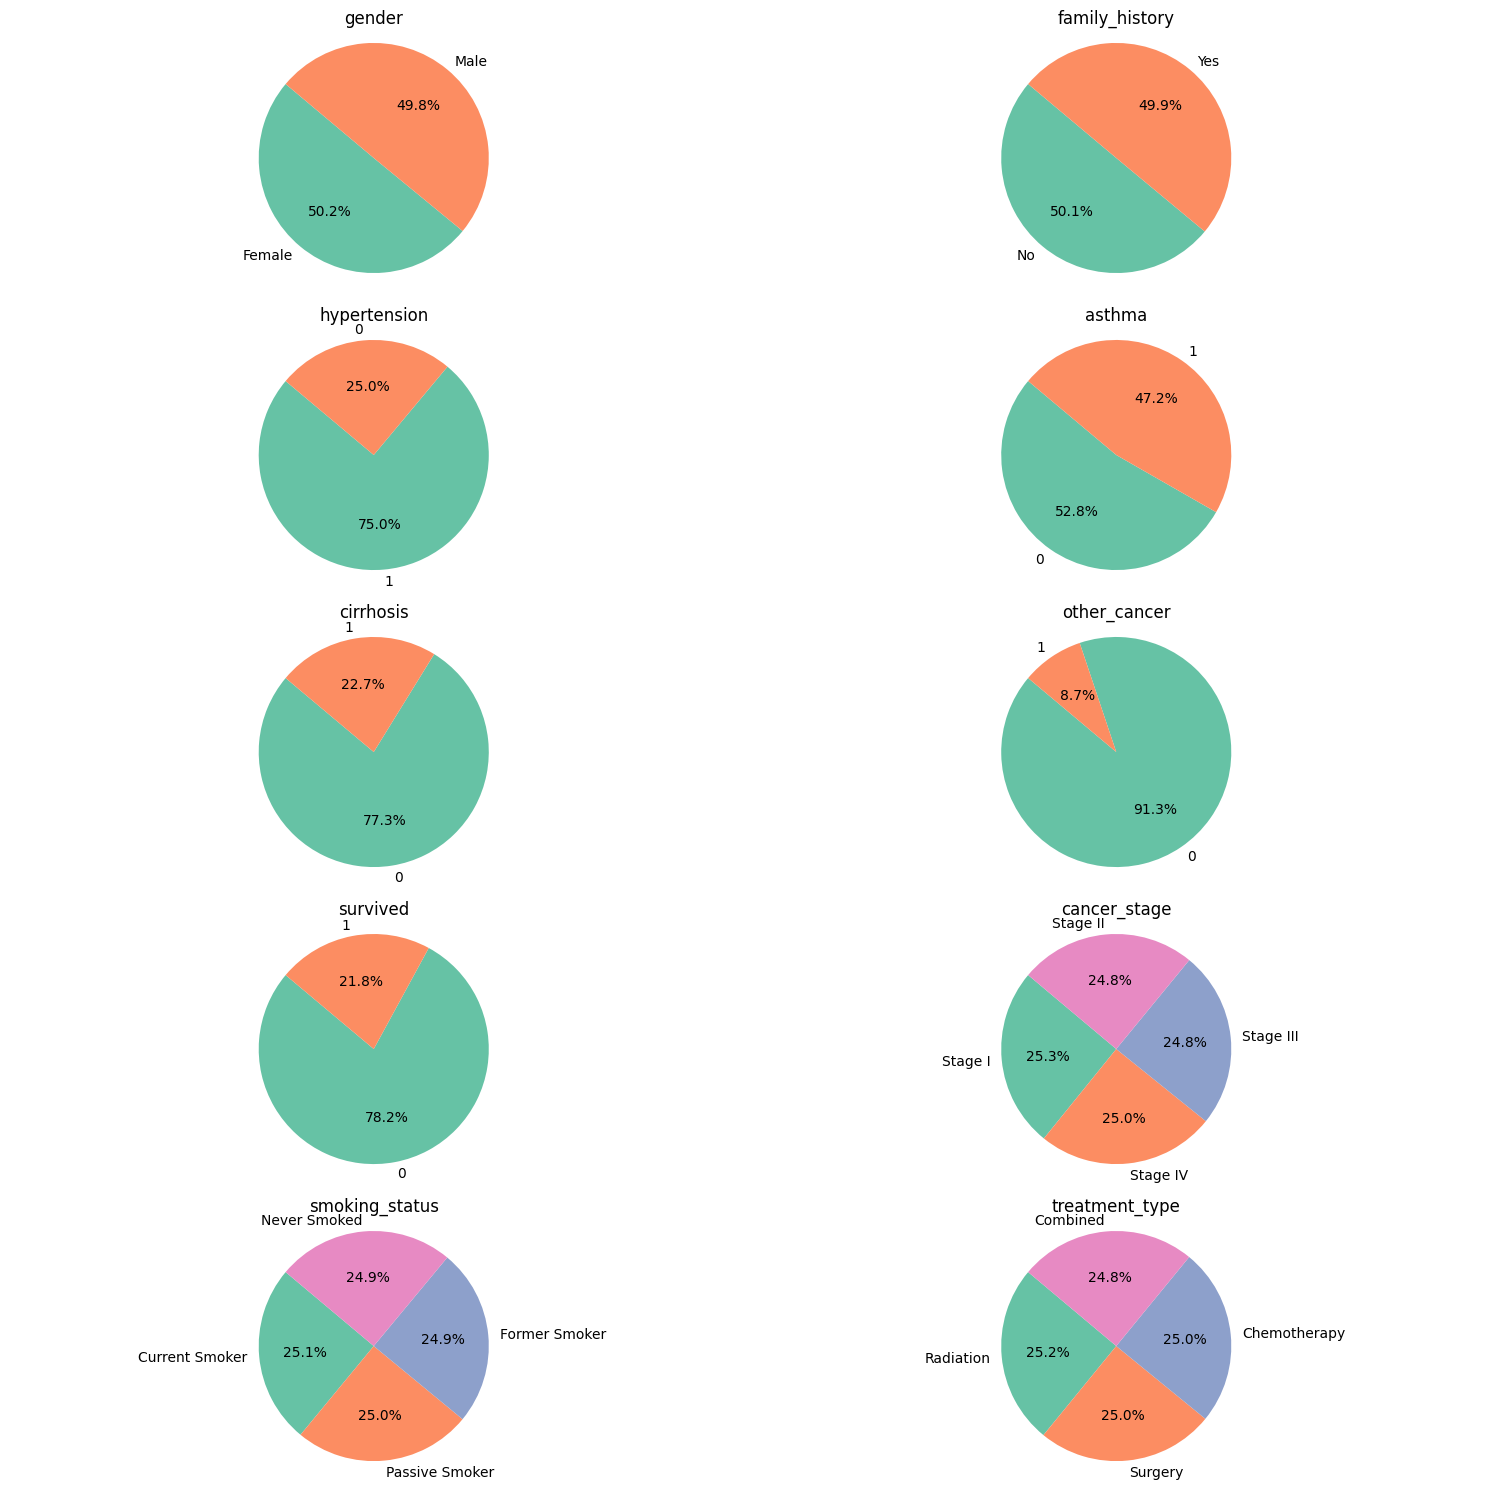 gender
Male
49.8%
50.2%
Female
family_history
Yes
49.9%
50.1%
No
hypertension
0
25.0%
75.0%
1
asthma
1
47.2%
52.8%
0
cirrhosis
1
22.7%
77.3%
0
other_cancer
1
8.7%
91.3%
0
survived
1
21.8%
78.2%
0
cancer_stage
Stage II
24.8%
Stage III
24.8%
Stage I
25.3%
25.0%
Stage IV
smoking_status
Never Smoked
24.9%
Former Smoker
24.9%
Current Smoker
25.1%
25.0%
Passive Smoker
treatment_type
Combined
24.8%
Chemotherapy
25.0%
Radiation
25.2%
25.0%
Surgery